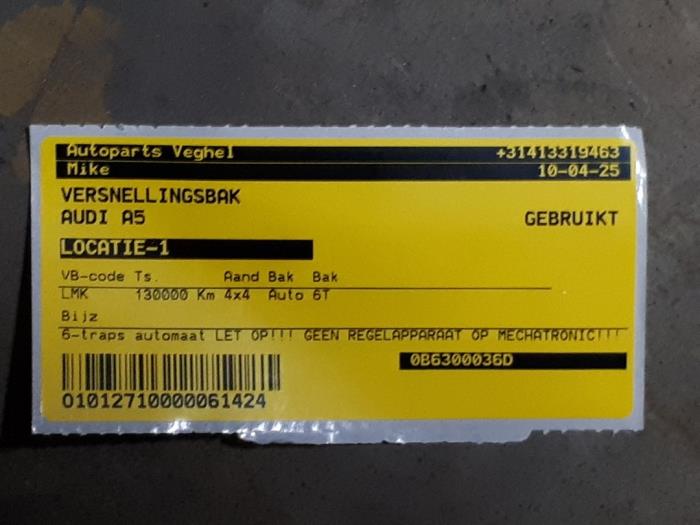 Autoparts Veghel +31413319463
Mike 10-04-25
VERSNELLINGSBAK
AUDI A5 GEBRUIKT
LOCATIE-1
VB-code Ts. Aand Bak Bak
LMK 130000 Km 4x4 Auto 6T
Bijz
6-traps automaat LET OP!!! GEEN REGELAPPARAAT OP MECHATRONIC!!!
0B6300036D
O1012710000061424